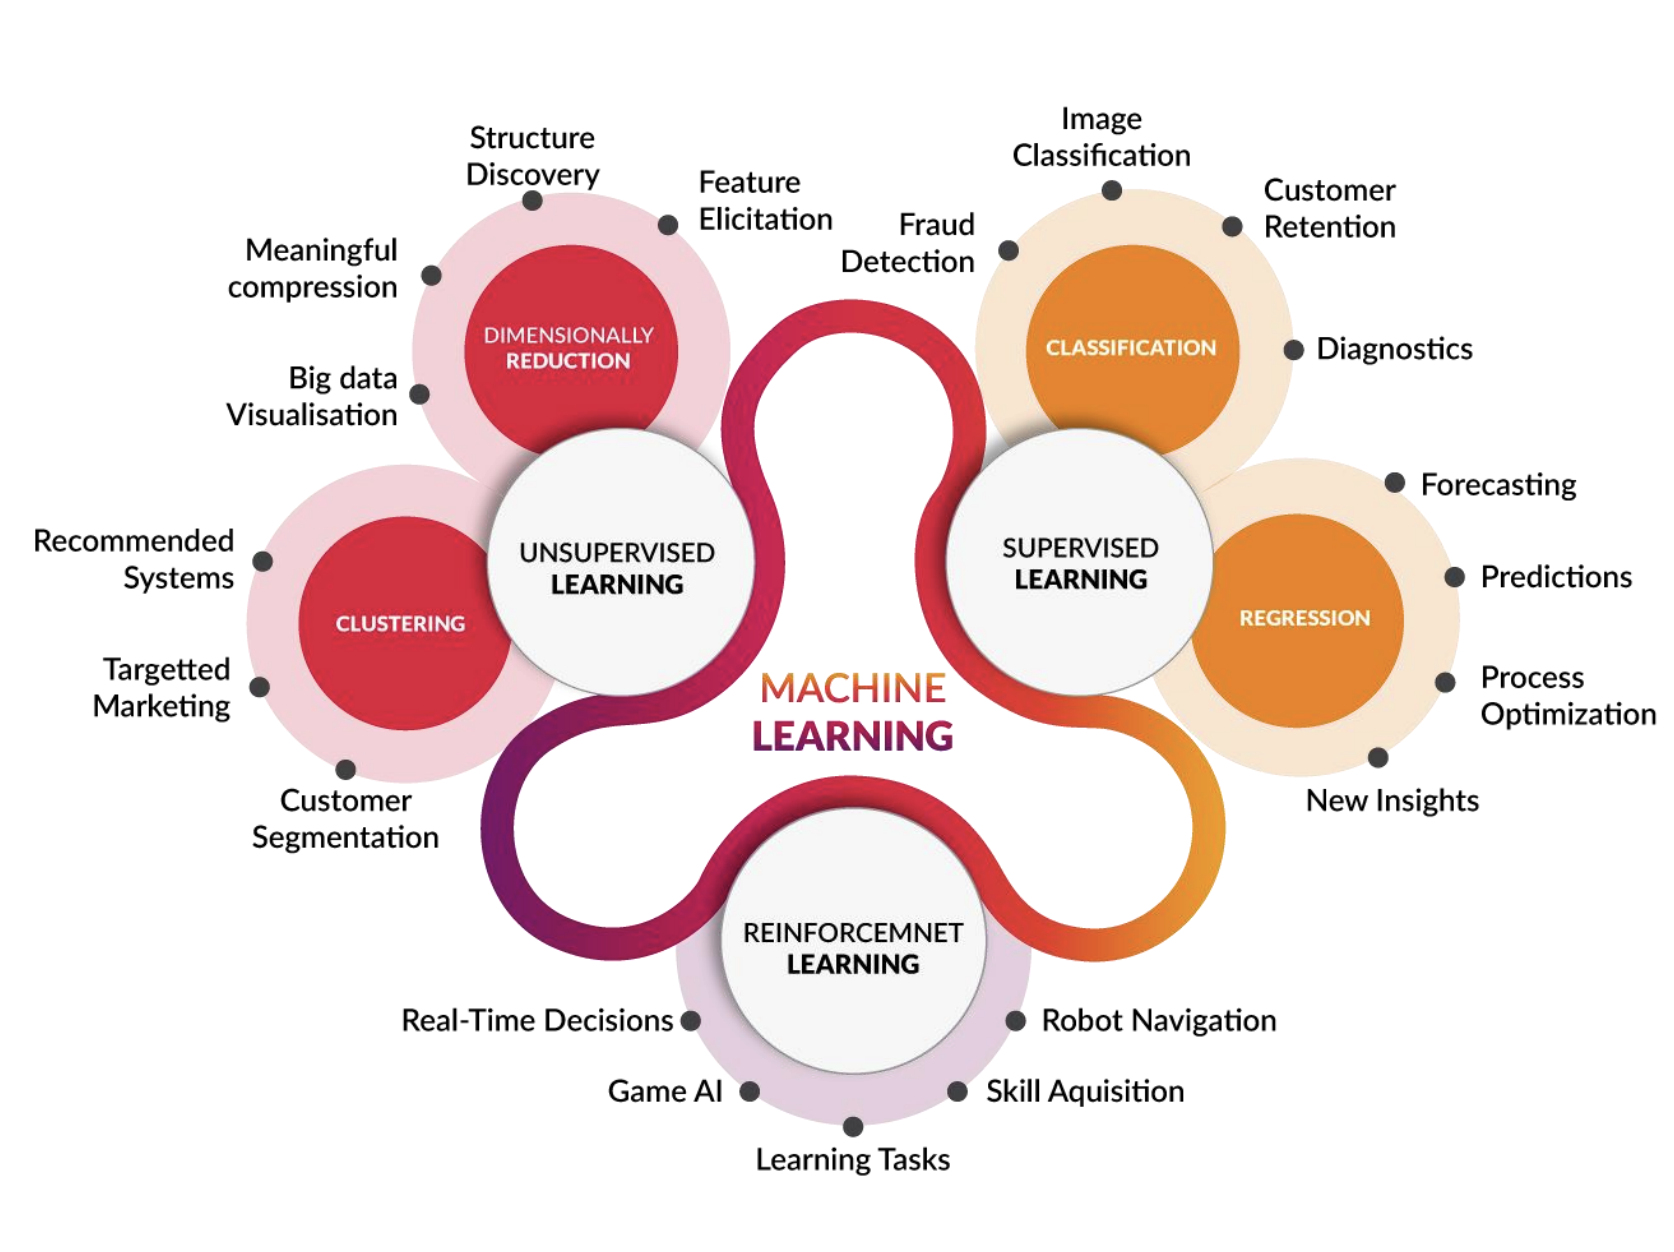 Structure
Discovery
Feature
Elicitation
Meaningful
compression
Big data
Visualisation
DIMENSIONALLY
REDUCTION
Image
Classification
Customer
Retention
Fraud
Detection
Diagnostics
CLASSIFICATION
UNSUPERVISED
LEARNING
SUPERVISED
LEARNING
Recommended
Systems
Targetted
Marketing
Customer
Segmentation
CLUSTERING
Forecasting
Predictions
Process
Optimization
New Insights
REGRESSION
MACHINE
LEARNING
REINFORCEMNET
LEARNING
Real-Time Decisions
Game AI
Learning Tasks
Skill Aquisition
Robot Navigation